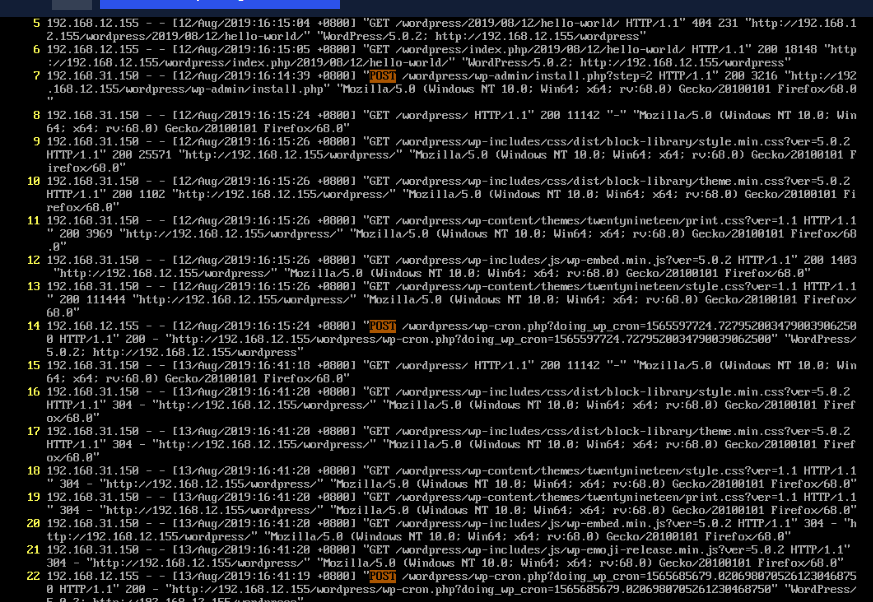 5 192.168.12.155 - - [12/Aug/2019:16:15:04 +0800] "GET /wordpress/2019/08/12/hello-world/ HTTP/1.1" 404 231 "http://192.168.1
2.155/wordpress/2019/08/12/hello-world/" "WordPress/5.0.2; http://192.168.12.155/wordpress"
6 192.168.12.155 - - [12/Aug/2019:16:15:05 +0800] "GET /wordpress/index.php/2019/08/12/hello-world/ HTTP/1.1" 200 18148 "http
://192.168.12.155/wordpress/index.php/2019/08/12/hello-world/" "WordPress/5.0.2; http://192.168.12.155/wordpress"
7 192.168.31.150 - - [12/Aug/2019:16:14:39 +0800] "POST /wordpress/wp-admin/install.php?step=2 HTTP/1.1" 200 3216 "http://192
.168.12.155/wordpress/wp-admin/install.php" "Mozilla/5.0 (Windows NT 10.0; Win64; x64; rv:68.0) Gecko/20100101 Firefox/68.0
"
8 192.168.31.150 - - [12/Aug/2019:16:15:24 +0800] "GET /wordpress/ HTTP/1.1" 200 11142 "-" "Mozilla/5.0 (Windows NT 10.0; Win
64; x64; rv:68.0) Gecko/20100101 Firefox/68.0"
9 192.168.31.150 - - [12/Aug/2019:16:15:26 +0800] "GET /wordpress/wp-includes/css/dist/block-library/style.min.css?ver=5.0.2
HTTP/1.1" 200 25571 "http://192.168.12.155/wordpress/" "Mozilla/5.0 (Windows NT 10.0; Win64; x64; rv:68.0) Gecko/20100101 F
irefox/68.0"
10 192.168.31.150 - - [12/Aug/2019:16:15:26 +0800] "GET /wordpress/wp-includes/css/dist/block-library/theme.min.css?ver=5.0.2
HTTP/1.1" 200 1102 "http://192.168.12.155/wordpress/" "Mozilla/5.0 (Windows NT 10.0; Win64; x64; rv:68.0) Gecko/20100101 Fi
refox/68.0"
11 192.168.31.150 - - [12/Aug/2019:16:15:26 +0800] "GET /wordpress/wp-content/themes/twentynineteen/print.css?ver=1.1 HTTP/1.1
" 200 3969 "http://192.168.12.155/wordpress/" "Mozilla/5.0 (Windows NT 10.0; Win64; x64; rv:68.0) Gecko/20100101 Firefox/68
.0"
12 192.168.31.150 - - [12/Aug/2019:16:15:26 +0800] "GET /wordpress/wp-includes/js/wp-embed.min.js?ver=5.0.2 HTTP/1.1" 200 1403
"http://192.168.12.155/wordpress/" "Mozilla/5.0 (Windows NT 10.0; Win64; x64; rv:68.0) Gecko/20100101 Firefox/68.0"
13 192.168.31.150 - - [12/Aug/2019:16:15:26 +0800] "GET /wordpress/wp-content/themes/twentynineteen/style.css?ver=1.1 HTTP/1.1
" 200 111444 "http://192.168.12.155/wordpress/" "Mozilla/5.0 (Windows NT 10.0; Win64; x64; rv:68.0) Gecko/20100101 Firefox/
68.0"
14 192.168.12.155 - - [12/Aug/2019:16:15:24 +0800] "POST /wordpress/wp-cron.php?doing_wp_cron=1565597724.727952003479003906250
0 HTTP/1.1" 200 - "http://192.168.12.155/wordpress/wp-cron.php?doing_wp_cron=1565597724.72795200347900390625000" "WordPress/
5.0.2; http://192.168.12.155/wordpress"
15 192.168.31.150 - - [13/Aug/2019:16:41:18 +0800] "GET /wordpress/ HTTP/1.1" 200 11142 "-" "Mozilla/5.0 (Windows NT 10.0; Win
64; x64; rv:68.0) Gecko/20100101 Firefox/68.0"
16 192.168.31.150 - - [13/Aug/2019:16:41:20 +0800] "GET /wordpress/wp-includes/css/dist/block-library/style.min.css?ver=5.0.2
HTTP/1.1" 304 - "http://192.168.12.155/wordpress/" "Mozilla/5.0 (Windows NT 10.0; Win64; x64; rv:68.0) Gecko/20100101 Firef
ox/68.0"
17 192.168.31.150 - - [13/Aug/2019:16:41:20 +0800] "GET /wordpress/wp-includes/css/dist/block-library/theme.min.css?ver=5.0.2
HTTP/1.1" 304 - "http://192.168.12.155/wordpress/" "Mozilla/5.0 (Windows NT 10.0; Win64; x64; rv:68.0) Gecko/20100101 Firef
ox/68.0"
18 192.168.31.150 - - [13/Aug/2019:16:41:20 +0800] "GET /wordpress/wp-content/themes/twentynineteen/style.css?ver=1.1 HTTP/1.1
" 304 - "http://192.168.12.155/wordpress/" "Mozilla/5.0 (Windows NT 10.0; Win64; x64; rv:68.0) Gecko/20100101 Firefox/68.0"
19 192.168.31.150 - - [13/Aug/2019:16:41:20 +0800] "GET /wordpress/wp-content/themes/twentynineteen/print.css?ver=1.1 HTTP/1.1
" 304 - "http://192.168.12.155/wordpress/" "Mozilla/5.0 (Windows NT 10.0; Win64; x64; rv:68.0) Gecko/20100101 Firefox/68.0"
20 192.168.31.150 - - [13/Aug/2019:16:41:20 +0800] "GET /wordpress/wp-includes/js/wp-embed.min.js?ver=5.0.2 HTTP/1.1" 304 - "h
ttp://192.168.12.155/wordpress/" "Mozilla/5.0 (Windows NT 10.0; Win64; x64; rv:68.0) Gecko/20100101 Firefox/68.0"
21 192.168.31.150 - - [13/Aug/2019:16:41:20 +0800] "GET /wordpress/wp-includes/js/wp-emoji-release.min.js?ver=5.0.2 HTTP/1.1"
304 - "http://192.168.12.155/wordpress/" "Mozilla/5.0 (Windows NT 10.0; Win64; x64; rv:68.0) Gecko/20100101 Firefox/68.0"
22 192.168.12.155 - - [13/Aug/2019:16:41:19 +0800] "POST /wordpress/wp-cron.php?doing_wp_cron=1565685679.020698070526123046875
0 HTTP/1.1" 200 - "http://192.168.12.155/wordpress/wp-cron.php?doing_wp_cron=1565685679.02069807052612304687​50" "WordPress/
5.0.2; http://192.168.12.155/wordpress"